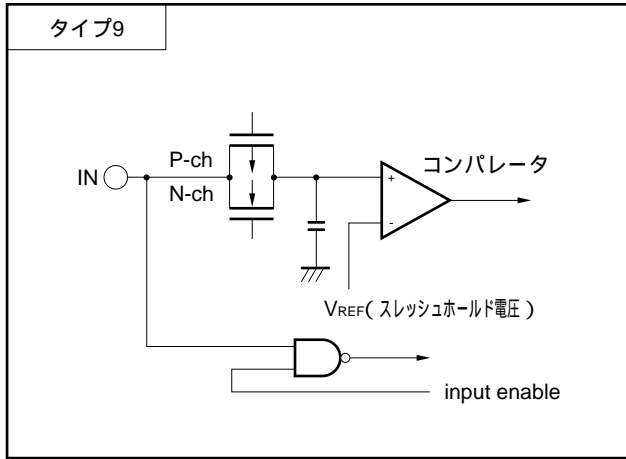 タイプ9
P-ch
IN
N-ch
コンパレータ
+
-
VREF(スレッシュホールド電圧)
input enable